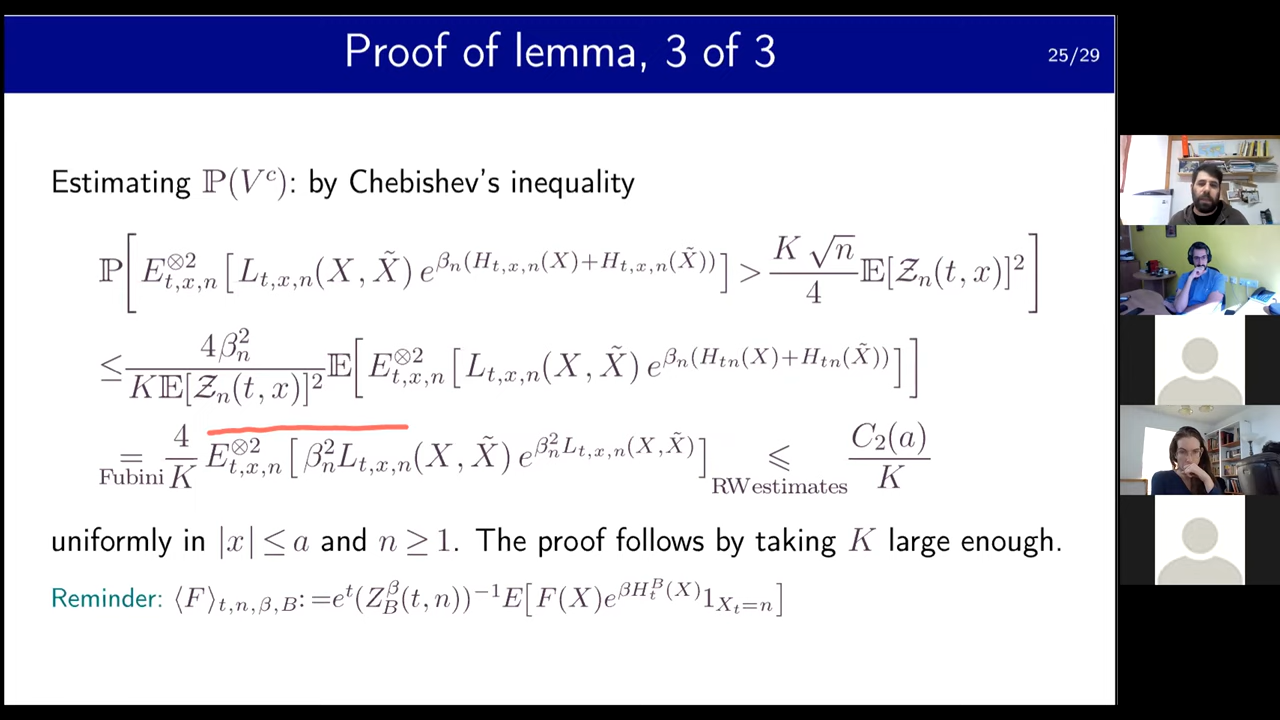 Proof of lemma, 3 of 3
25/29
Estimating ℙ(V^c): by Chebishev's inequality
ℙ[E^{⊗2}_{t,x,n}[L_{t,x,n}(X, X̃) e^{β_n(H_{t,x,n}(X)+H_{t,x,n}(X̃))}] > K√n/4 𝔼[𝒵_n(t, x)]^2]
≤ 4β_n^2/K𝔼[𝒵_n(t, x)]^2 𝔼[E^{⊗2}_{t,x,n}[L_{t,x,n}(X, X̃) e^{β_n(H_{tn}(X)+H_{tn}(X̃))}]]
=_{Fubini} 4/K E^{⊗2}_{t,x,n}[β_n^2 L_{t,x,n}(X, X̃) e^{β_n^2 L_{t,x,n}(X,X̃)}] ⩽_{RWestimates} C_2(a)/K
uniformly in |x| ≤ a and n ≥ 1. The proof follows by taking K large enough.
Reminder: ⟨F⟩_{t,n,β,B}:=e^t(Z^β_B(t, n))^{-1}E[F(X)e^{βH^B_t(X)}1_{X_t=n}]